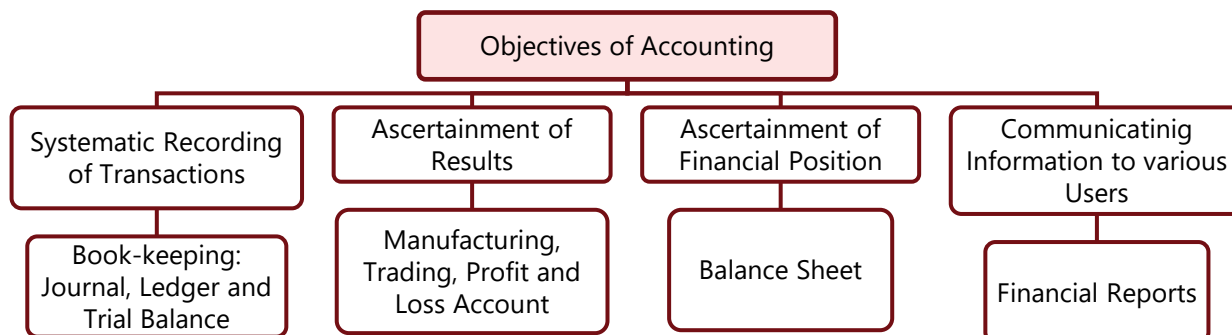 Objectives of Accounting
Systematic Recording
of Transactions
Ascertainment of
Results
Ascertainment of
Financial Position
Communicatinig
Information to various
Users
Book-keeping:
Journal, Ledger and
Trial Balance
Manufacturing,
Trading, Profit and
Loss Account
Balance Sheet
Financial Reports